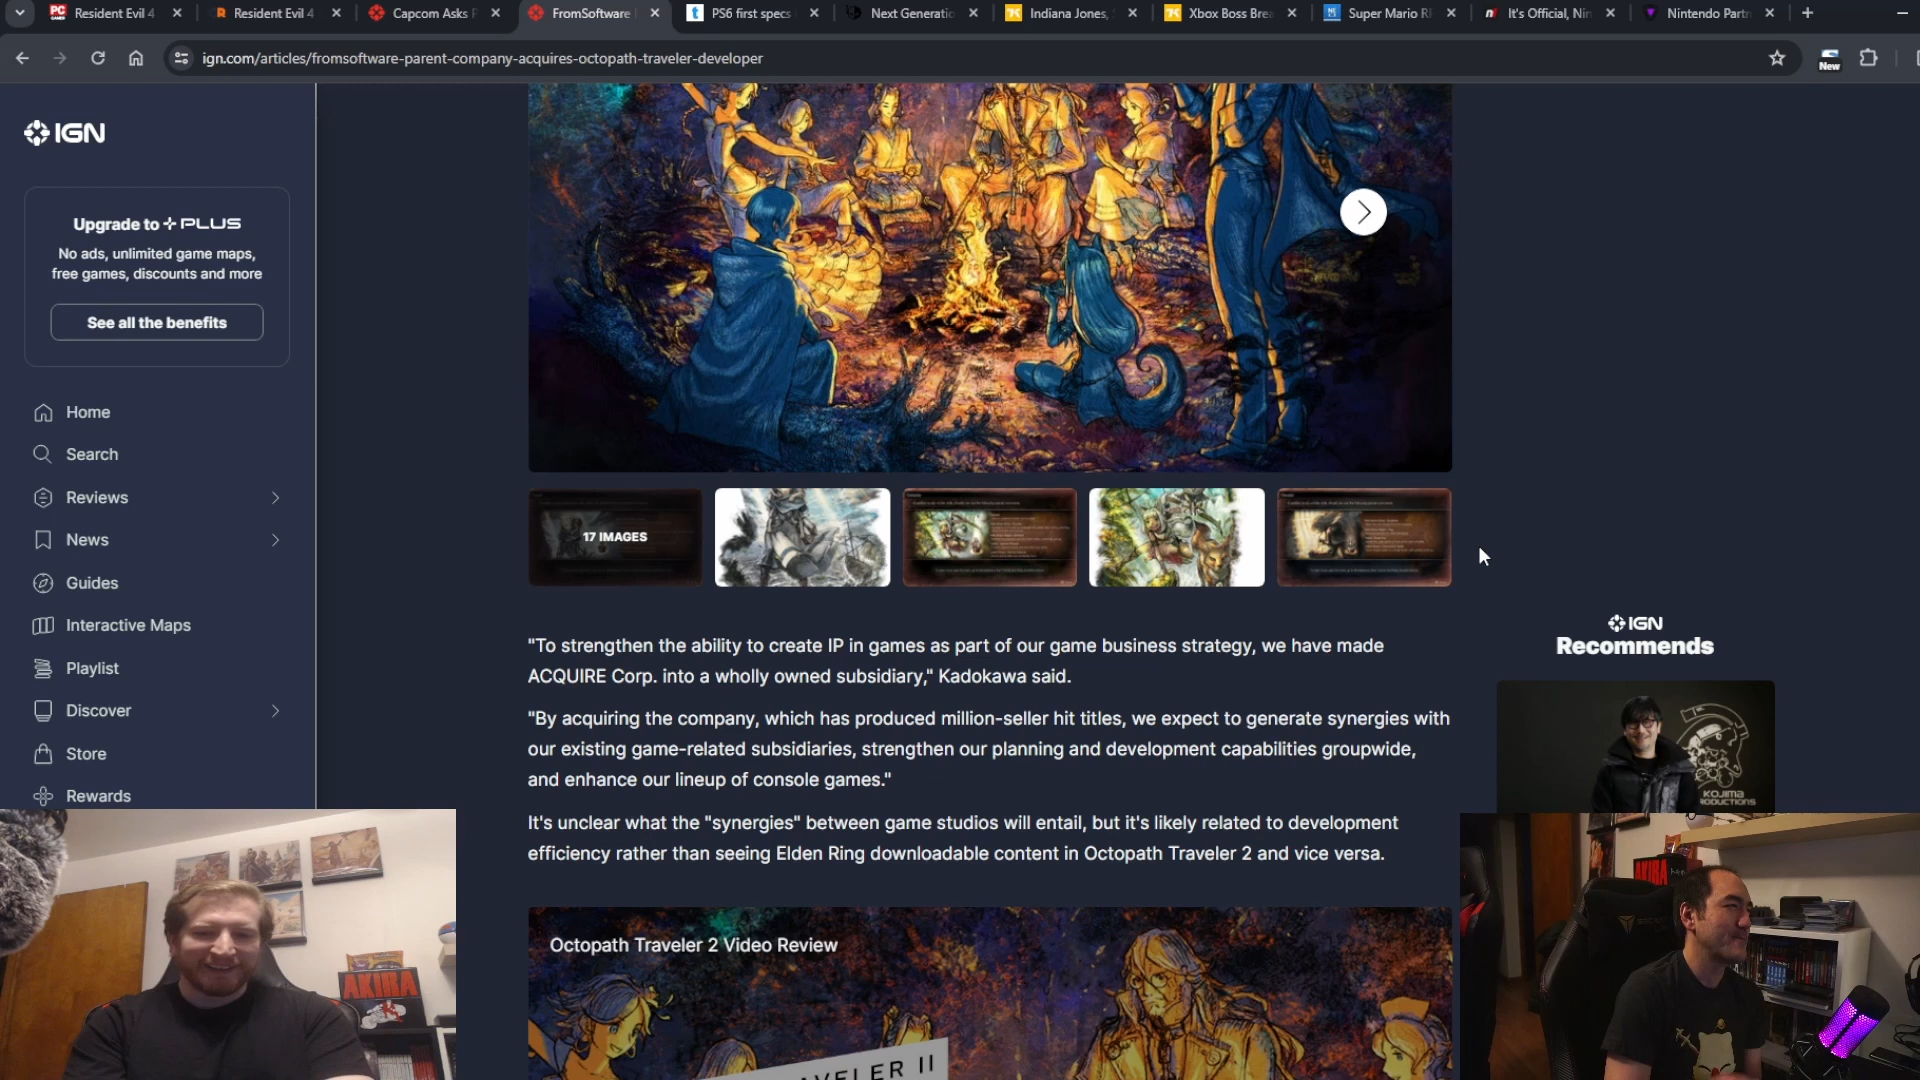 Resident Evil 4
Resident Evil 4
Capcom Asks
FromSoftware
PS6 first specs
Next Generatio
Indiana Jones,
Xbox Boss Brea
Super Mario R
It's Official, Nin
Nintendo Partn
ign.com/articles/fromsoftware-parent-company-acquires-octopath-traveler-developer
New
IGN
Upgrade to PLUS
No ads, unlimited game maps,
free games, discounts and more
See all the benefits
Home
Search
Reviews
News
Guides
Interactive Maps
Playlist
Discover
Store
Rewards
17 IMAGES
"To strengthen the ability to create IP in games as part of our game business strategy, we have made
ACQUIRE Corp. into a wholly owned subsidiary," Kadokawa said.
"By acquiring the company, which has produced million-seller hit titles, we expect to generate synergies with
our existing game-related subsidiaries, strengthen our planning and development capabilities groupwide,
and enhance our lineup of console games."
It's unclear what the "synergies" between game studios will entail, but it's likely related to development
efficiency rather than seeing Elden Ring downloadable content in Octopath Traveler 2 and vice versa.
Octopath Traveler 2 Video Review
AVELER II
IGN
Recommends
KOJIMA
PRODUCTIONS
AKIRA
AKIRA